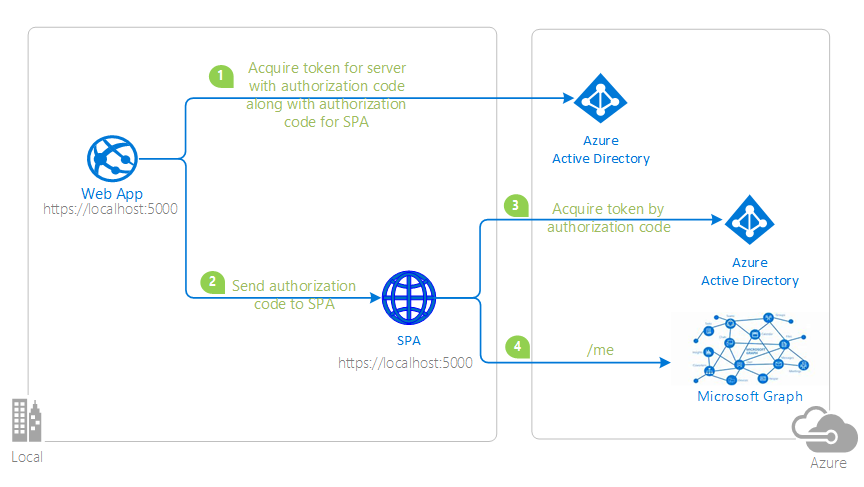 1
Acquire token for server
with authorization code
along with authorization
code for SPA
Azure
Active Directory
Web App
https://localhost:5000
3
Acquire token by
authorization code
Azure
Active Directory
2
Send authorization
code to SPA
SPA
https://localhost:5000
4
/me
MICROSOFT
GRAPH
Microsoft Graph
Local
Azure